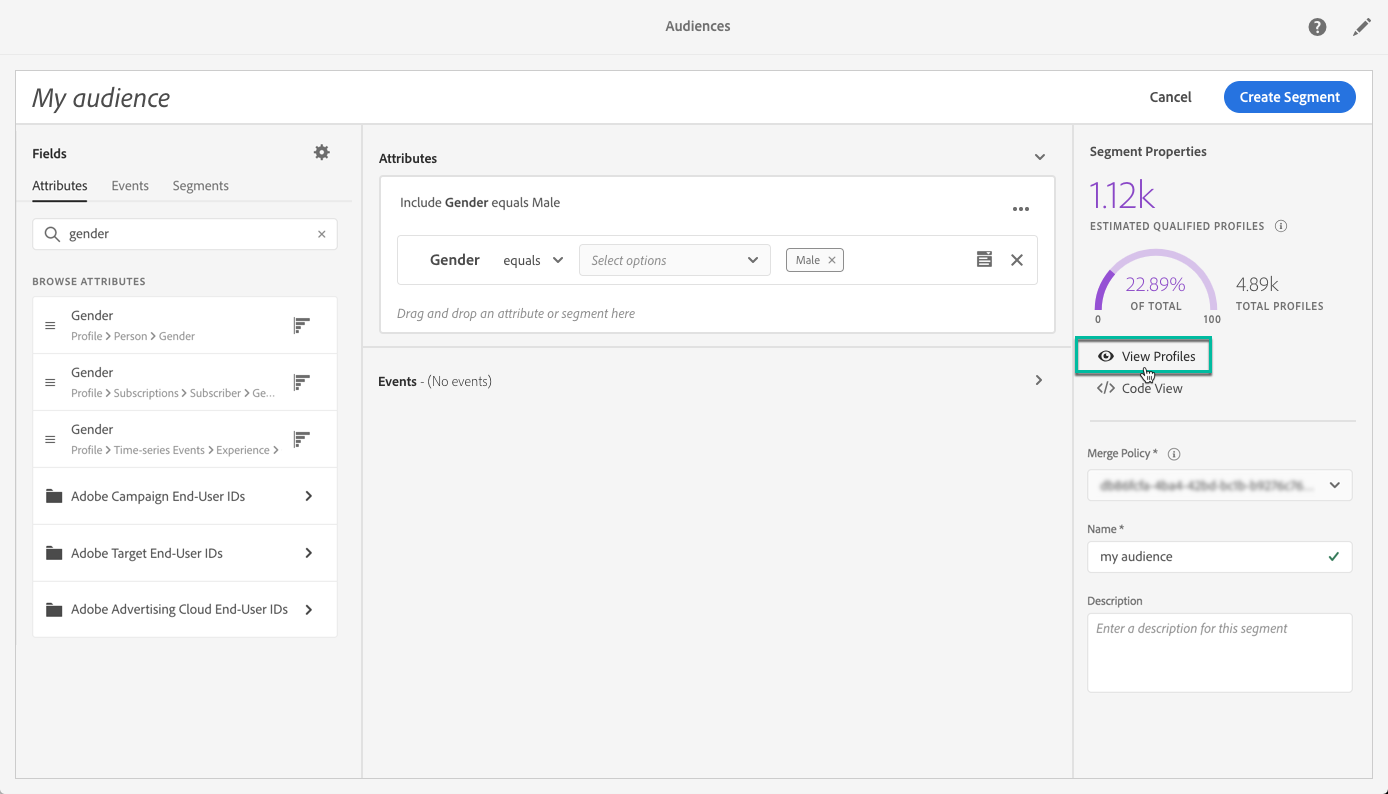 Audiences
My audience
Cancel
Create Segment
Fields
Attributes
Events
Segments
gender
BROWSE ATTRIBUTES
Gender
Profile > Person > Gender
Gender
Profile > Subscriptions > Subscriber > Ge...
Gender
Profile > Time-series Events > Experience >
Adobe Campaign End-User IDs
Adobe Target End-User IDs
Adobe Advertising Cloud End-User IDs
Attributes
Include Gender equals Male
Gender equals Select options Male
Drag and drop an attribute or segment here
Events - (No events)
Segment Properties
1.12k
ESTIMATED QUALIFIED PROFILES
22.89%
OF TOTAL
0
100
4.89k
TOTAL PROFILES
View Profiles
</> Code View
Merge Policy *
Name *
my audience
Description
Enter a description for this segment